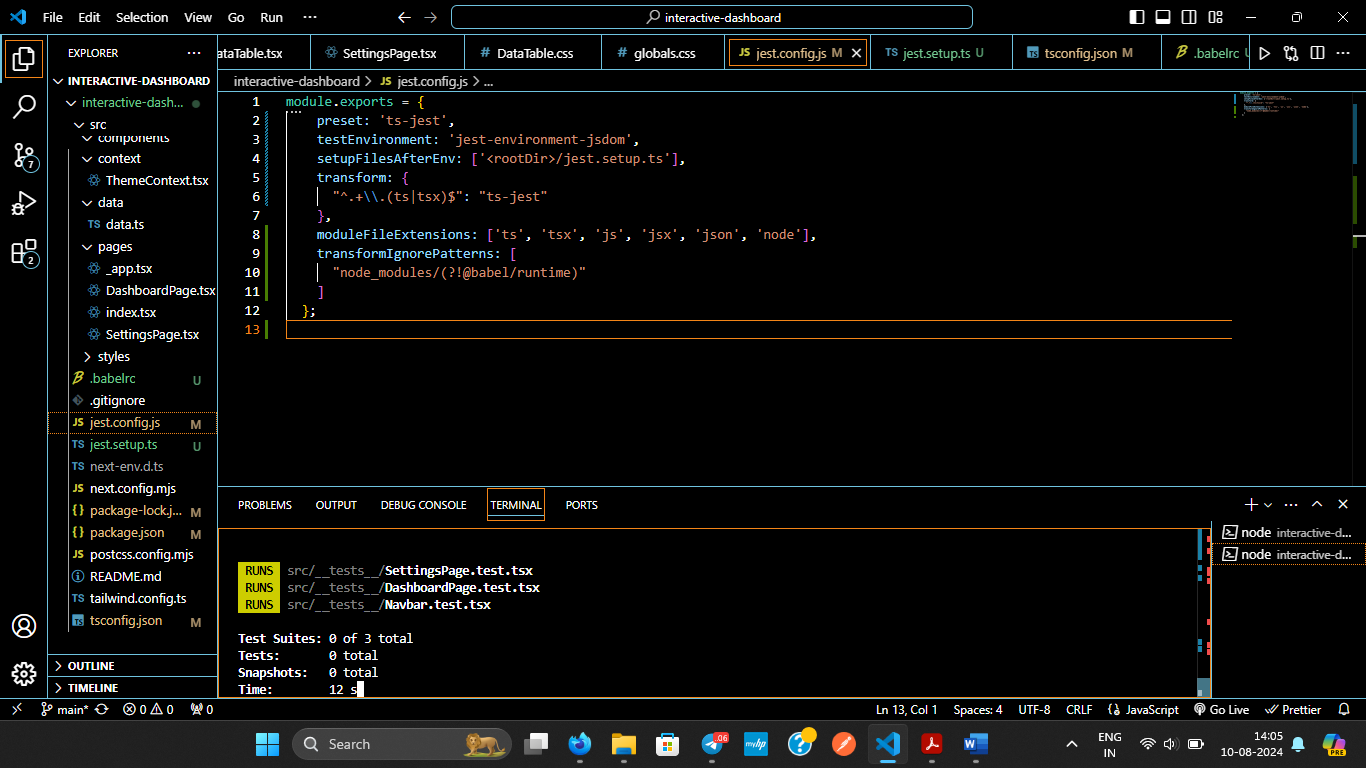 File Edit Selection View Go Run ··· interactive-dashboard
EXPLORER ···
INTERACTIVE-DASHBOARD
interactive-dash...
src
components
context
ThemeContext.tsx
data
TS data.ts
pages
_app.tsx
DashboardPage.tsx
index.tsx
SettingsPage.tsx
styles
.babelrc U
.gitignore
JS jest.config.js M
TS jest.setup.ts U
TS next-env.d.ts
JS next.config.mjs
{} package-lock.j... M
{} package.json M
JS postcss.config.mjs
README.md
TS tailwind.config.ts
TS tsconfig.json M
OUTLINE
TIMELINE
7
2
ataTable.tsx SettingsPage.tsx # DataTable.css # globals.css JS jest.config.js M TS jest.setup.ts U TS tsconfig.json M .babelrc U
interactive-dashboard > JS jest.config.js > ...
1 module.exports = {
2 preset: 'ts-jest',
3 testEnvironment: 'jest-environment-jsdom',
4 setupFilesAfterEnv: ['<rootDir>/jest.setup.ts'],
5 transform: {
6 "^.+\\.(ts|tsx)$": "ts-jest"
7 },
8 moduleFileExtensions: ['ts', 'tsx', 'js', 'jsx', 'json', 'node'],
9 transformIgnorePatterns: [
10 "node_modules/(?!@babel/runtime)"
11 ]
12 };
13
PROBLEMS OUTPUT DEBUG CONSOLE TERMINAL PORTS
RUNS src/__tests__/SettingsPage.test.tsx
RUNS src/__tests__/DashboardPage.test.tsx
RUNS src/__tests__/Navbar.test.tsx
Test Suites: 0 of 3 total
Tests: 0 total
Snapshots: 0 total
Time: 12 s
node interactive-d...
node interactive-d...
main* 0 0 0 Ln 13, Col 1 Spaces: 4 UTF-8 CRLF {} JavaScript Go Live Prettier
Search 06 myhp ENG 14:05
IN 10-08-2024 PRE